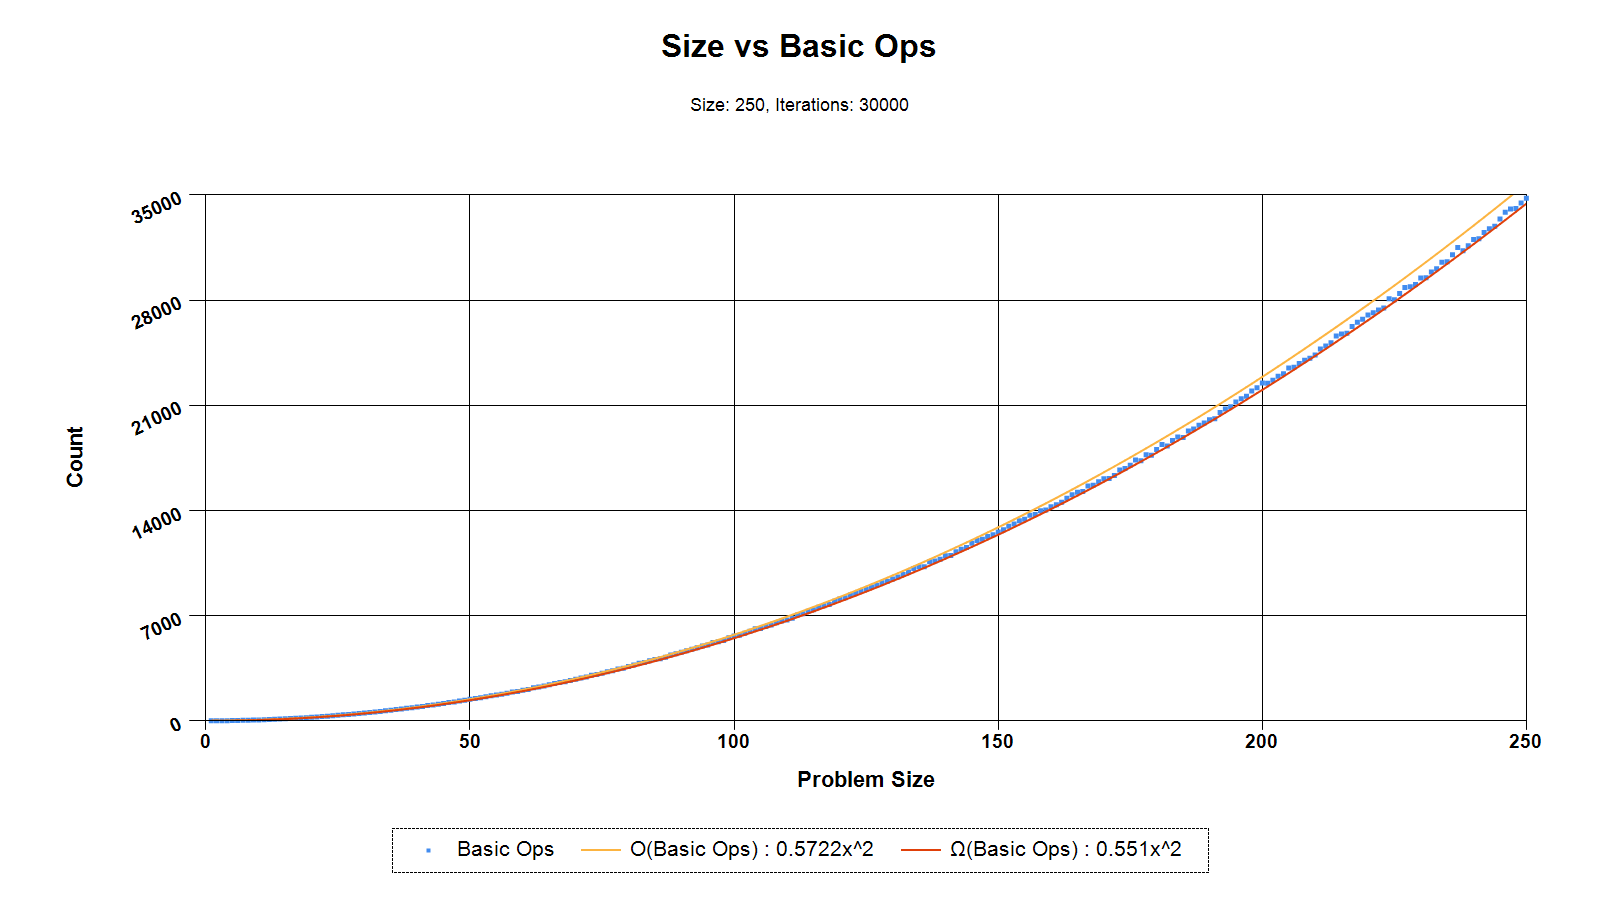 Size vs Basic Ops
Size: 250, Iterations: 30000
35000
28000
21000
14000
7000
0
Count
0 50 100 150 200 250
Problem Size
Basic Ops O(Basic Ops) : 0.5722x^2 Ω(Basic Ops) : 0.551x^2